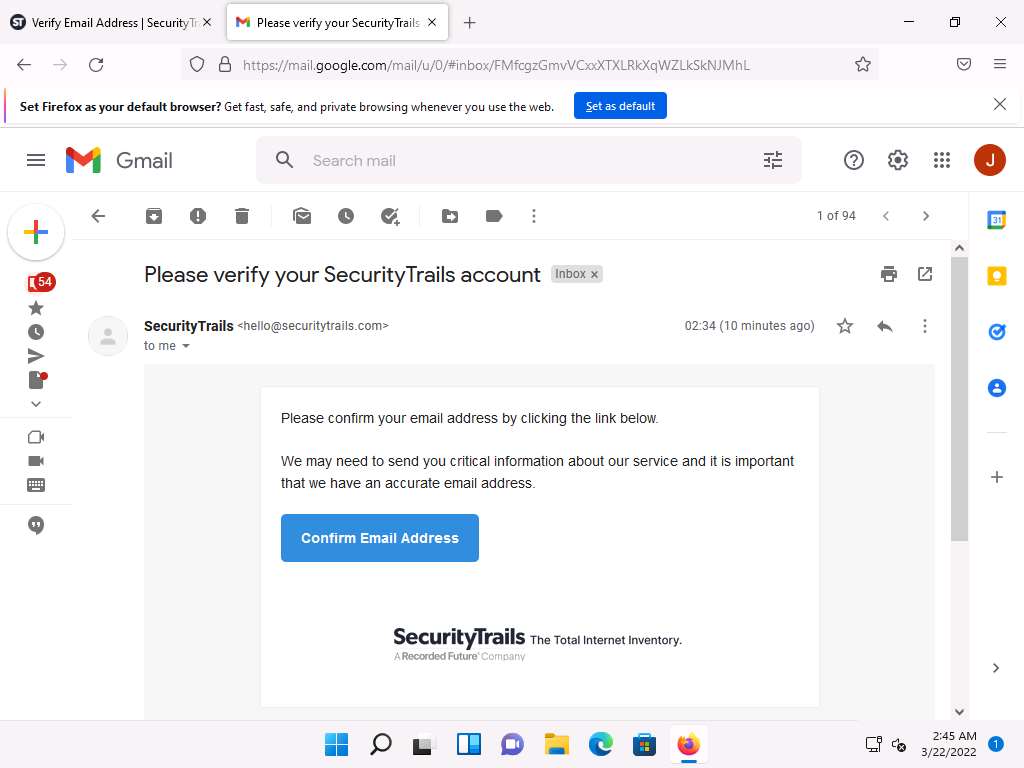 Verify Email Address | SecurityTr
Please verify your SecurityTrails
https://mail.google.com/mail/u/0/#inbox/FMfcgzGmvVCxxXTXLRkXqWZLkSkNJMhL
Set Firefox as your default browser? Get fast, safe, and private browsing whenever you use the web.
Set as default
Gmail
Search mail
J
1 of 94
31
54
Please verify your SecurityTrails account
Inbox x
SecurityTrails <hello@securitytrails.com>
02:34 (10 minutes ago)
to me
Please confirm your email address by clicking the link below.
We may need to send you critical information about our service and it is important
that we have an accurate email address.
Confirm Email Address
SecurityTrails The Total Internet Inventory.
A Recorded Future® Company
2:45 AM
3/22/2022
1